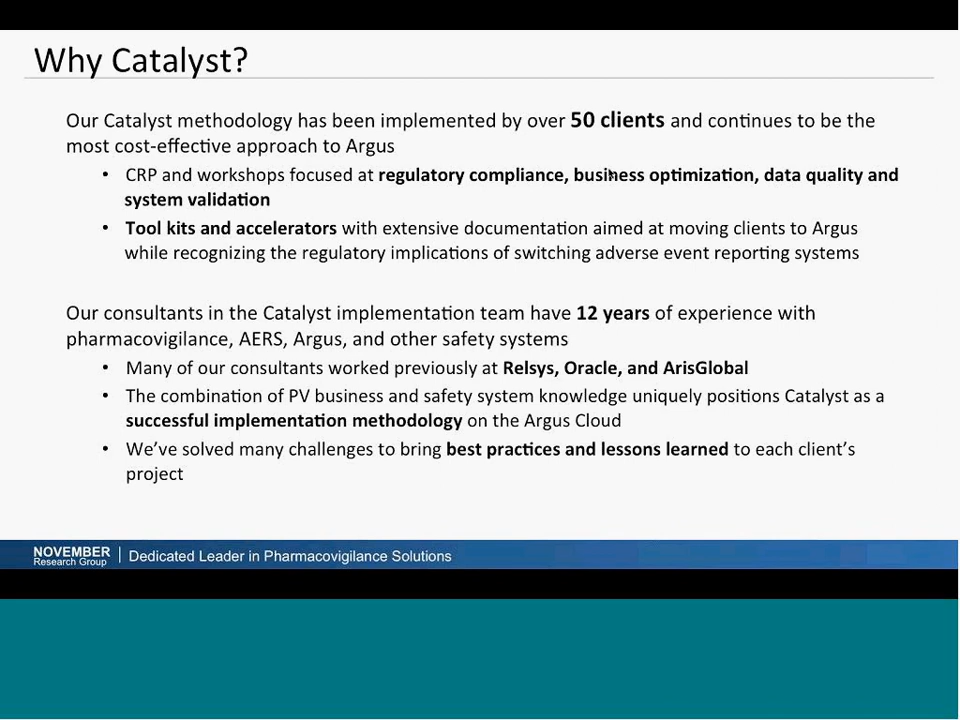 Why Catalyst?
Our Catalyst methodology has been implemented by over 50 clients and continues to be the
most cost-effective approach to Argus
• CRP and workshops focused at regulatory compliance, business optimization, data quality and
system validation
• Tool kits and accelerators with extensive documentation aimed at moving clients to Argus
while recognizing the regulatory implications of switching adverse event reporting systems
Our consultants in the Catalyst implementation team have 12 years of experience with
pharmacovigilance, AERS, Argus, and other safety systems
• Many of our consultants worked previously at Relsys, Oracle, and ArisGlobal
• The combination of PV business and safety system knowledge uniquely positions Catalyst as a
successful implementation methodology on the Argus Cloud
• We’ve solved many challenges to bring best practices and lessons learned to each client’s
project
NOVEMBER
Research Group
Dedicated Leader in Pharmacovigilance Solutions